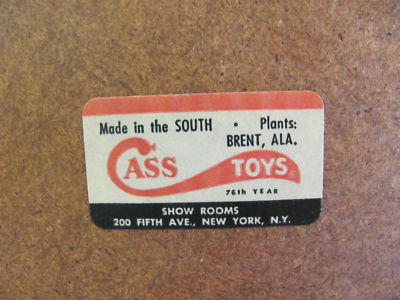 Made in the SOUTH • Plants:
BRENT, ALA.
CASS TOYS
76th YEAR
SHOW ROOMS
200 FIFTH AVE., NEW YORK, N.Y.